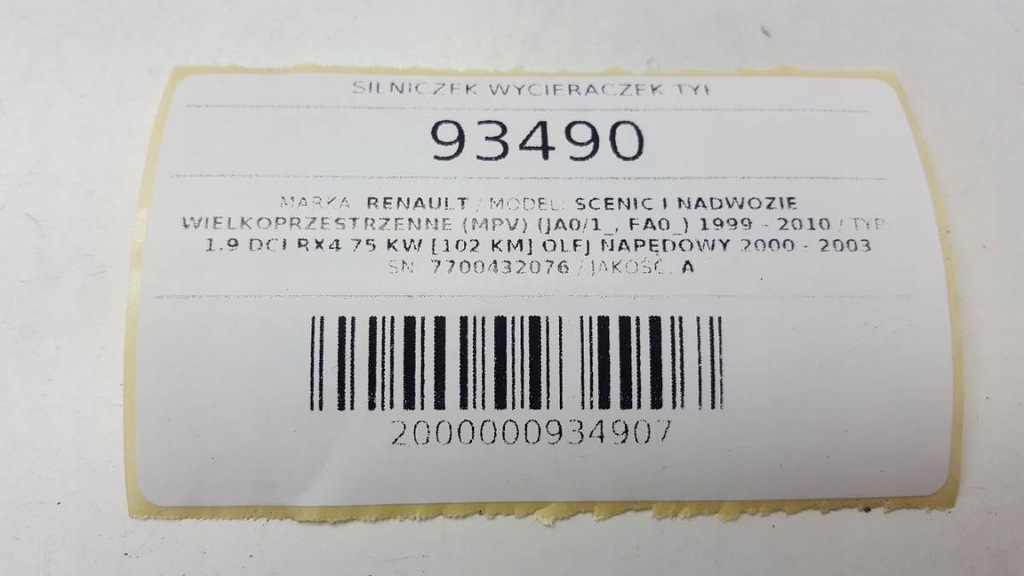 SILNICZEK WYCIERACZEK TYŁ
93490
MARKA: RENAULT / MODEL: SCENIC I NADWOZIE
WIELKOPRZESTRZENNE (MPV) (JA0/1_, FA0_) 1999 - 2010 / TYP:
1.9 DCI RX4 75 KW [102 KM] OLEJ NAPĘDOWY 2000 - 2003
SN: 7700432076 / JAKOŚĆ: A
2000000934907